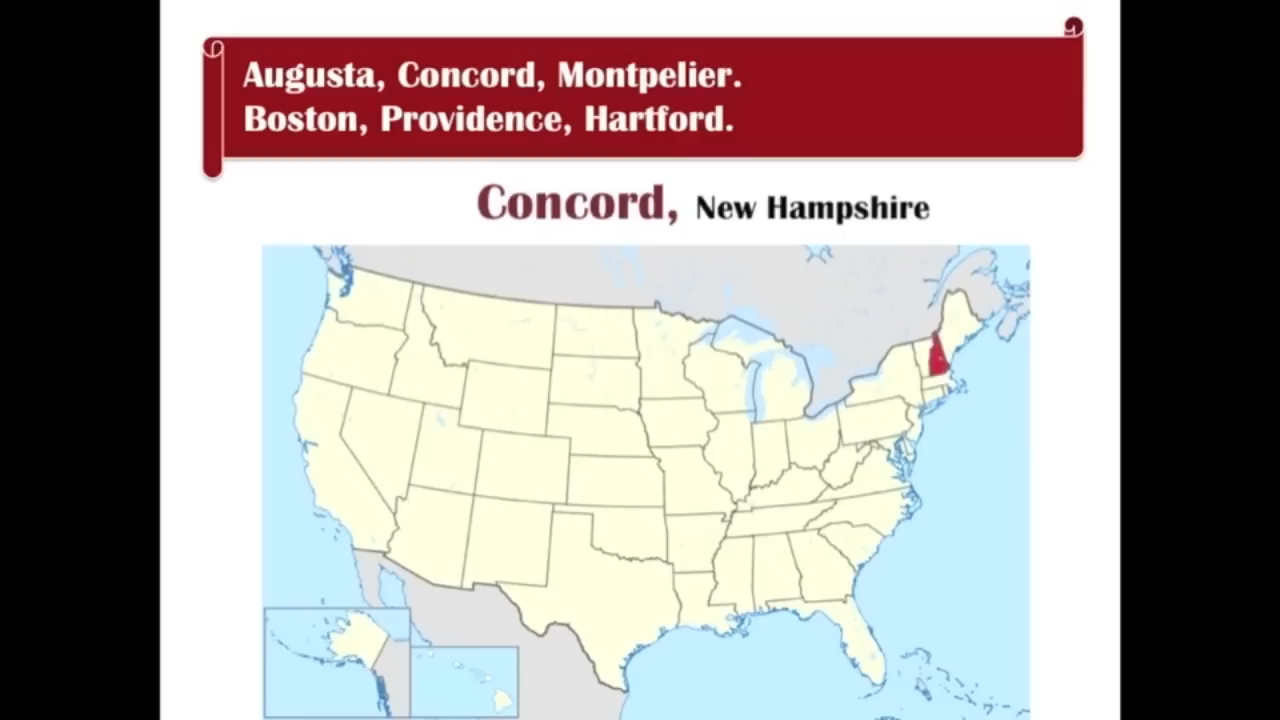 Augusta, Concord, Montpelier.
Boston, Providence, Hartford.
Concord, New Hampshire